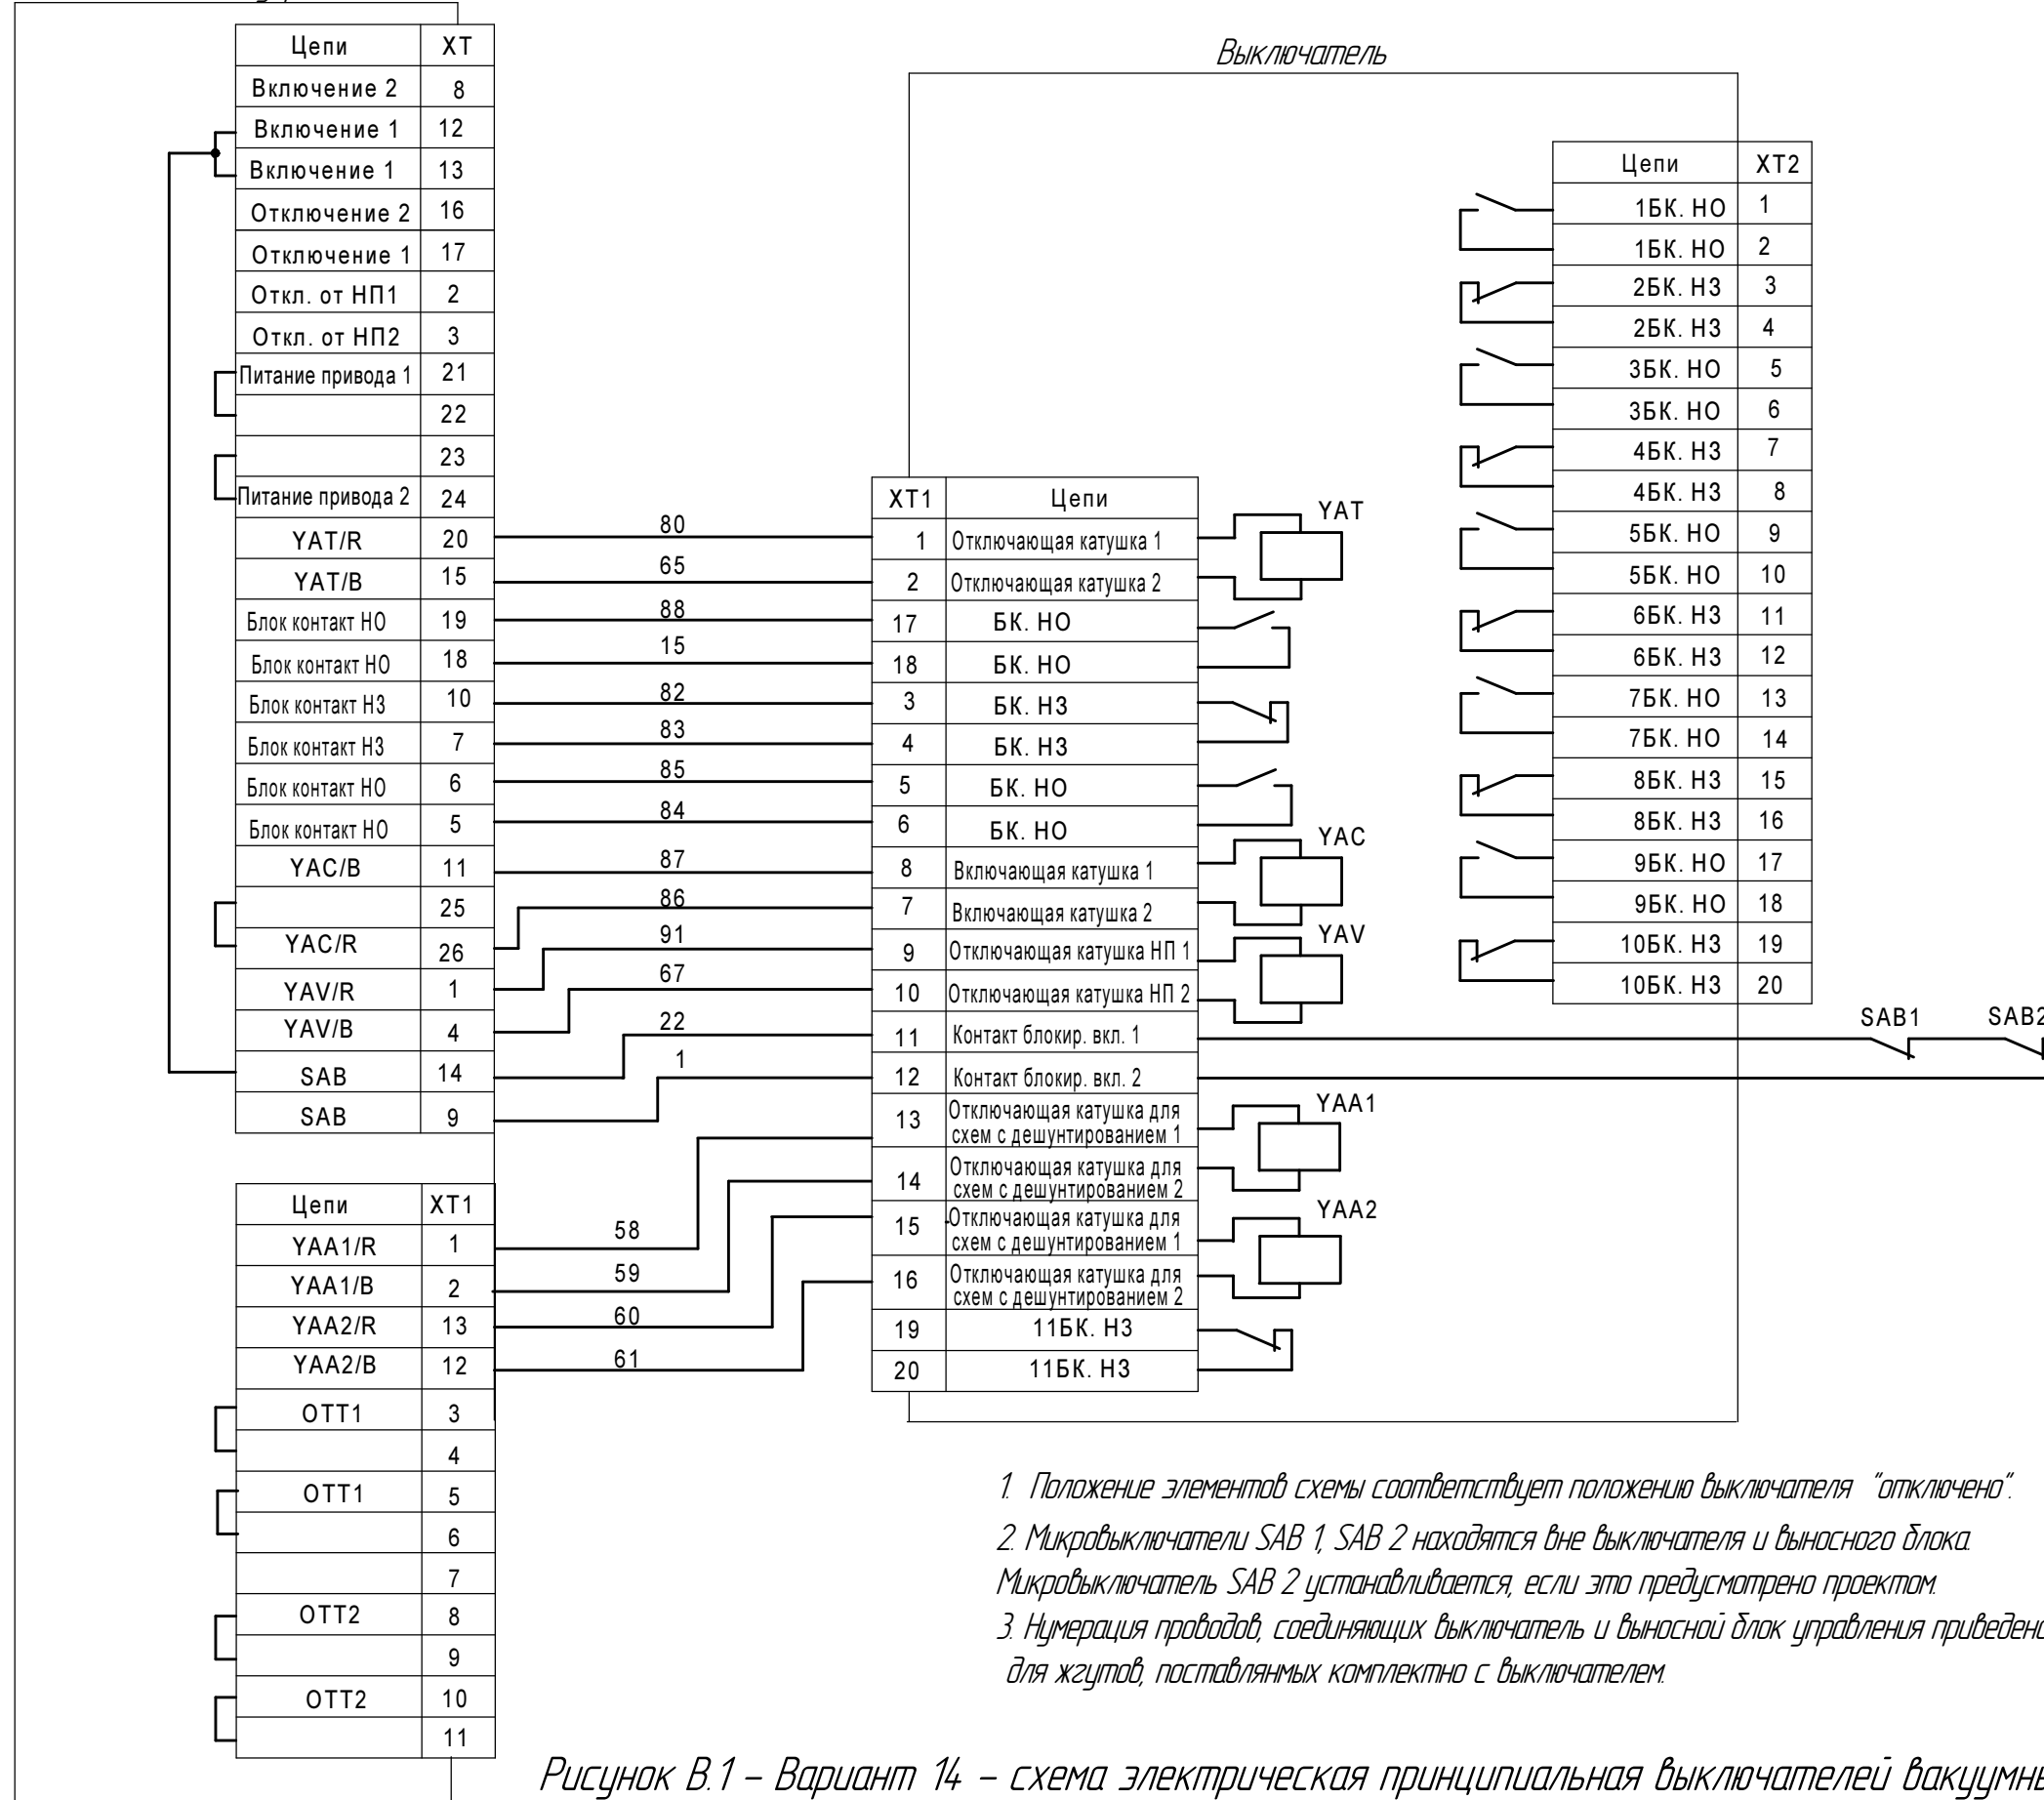 Цепи XT
Включение 2 8
Включение 1 12
Включение 1 13
Отключение 2 16
Отключение 1 17
Откл. от НП1 2
Откл. от НП2 3
Питание привода 1 21
22
23
Питание привода 2 24
YAT/R 20
YAT/B 15
Блок контакт НО 19
Блок контакт НО 18
Блок контакт НЗ 10
Блок контакт НЗ 7
Блок контакт НО 6
Блок контакт НО 5
YAC/B 11
25
YAC/R 26
YAV/R 1
YAV/B 4
SAB 14
SAB 9
Цепи XT1
YAA1/R 1
YAA1/B 2
YAA2/R 13
YAA2/B 12
ОТТ1 3
4
ОТТ1 5
6
7
ОТТ2 8
9
ОТТ2 10
11
80
65
88
15
82
83
85
84
87
86
91
67
22
1
58
59
60
61
Выключатель
XT1 Цепи
1 Отключающая катушка 1
2 Отключающая катушка 2
17 БК. НО
18 БК. НО
3 БК. НЗ
4 БК. НЗ
5 БК. НО
6 БК. НО
8 Включающая катушка 1
7 Включающая катушка 2
9 Отключающая катушка НП 1
10 Отключающая катушка НП 2
11 Контакт блокир. вкл. 1
12 Контакт блокир. вкл. 2
13 Отключающая катушка для
схем с дешунтированием 1
14 Отключающая катушка для
схем с дешунтированием 2
15 Отключающая катушка для
схем с дешунтированием 1
16 Отключающая катушка для
схем с дешунтированием 2
19 11БК. НЗ
20 11БК. НЗ
YAT
YAC
YAV
YAA1
YAA2
Цепи XT2
1БК. НО 1
1БК. НО 2
2БК. НЗ 3
2БК. НЗ 4
3БК. НО 5
3БК. НО 6
4БК. НЗ 7
4БК. НЗ 8
5БК. НО 9
5БК. НО 10
6БК. НЗ 11
6БК. НЗ 12
7БК. НО 13
7БК. НО 14
8БК. НЗ 15
8БК. НЗ 16
9БК. НО 17
9БК. НО 18
10БК. НЗ 19
10БК. НЗ 20
SAB1 SAB2
1. Положение элементов схемы соответствует положению выключателя "отключено".
2. Микровыключатели SAB 1, SAB 2 находятся вне выключателя и выносного блока.
Микровыключатель SAB 2 устанавливается, если это предусмотрено проектом.
3. Нумерация проводов, соединяющих выключатель и выносной блок управления приведена
для жгутов, поставлянмых комплектно с выключателем.
Рисунок В.1 – Вариант 14 – схема электрическая принципиальная выключателей вакуумн